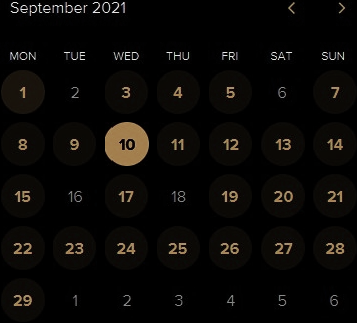 September 2021 < >
MON TUE WED THU FRI SAT SUN
1 2 3 4 5 6 7
8 9 10 11 12 13 14
15 16 17 18 19 20 21
22 23 24 25 26 27 28
29 1 2 3 4 5 6